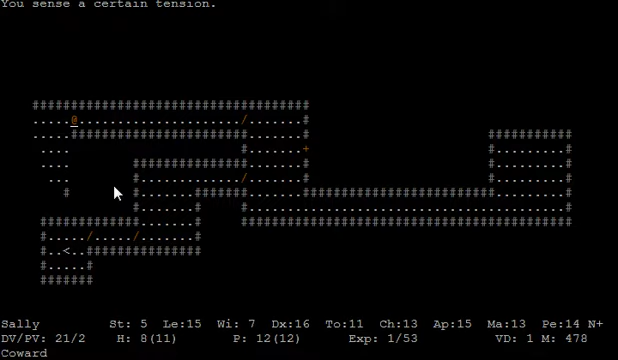 You sense a certain tension.
Sally St: 5 Le:15 Wi: 7 Dx:16 To:11 Ch:13 Ap:15 Ma:13 Pe:14 N+
DV/PV: 21/2 H: 8(11) P: 12(12) Exp: 1/53 VD: 1 M: 478
Coward